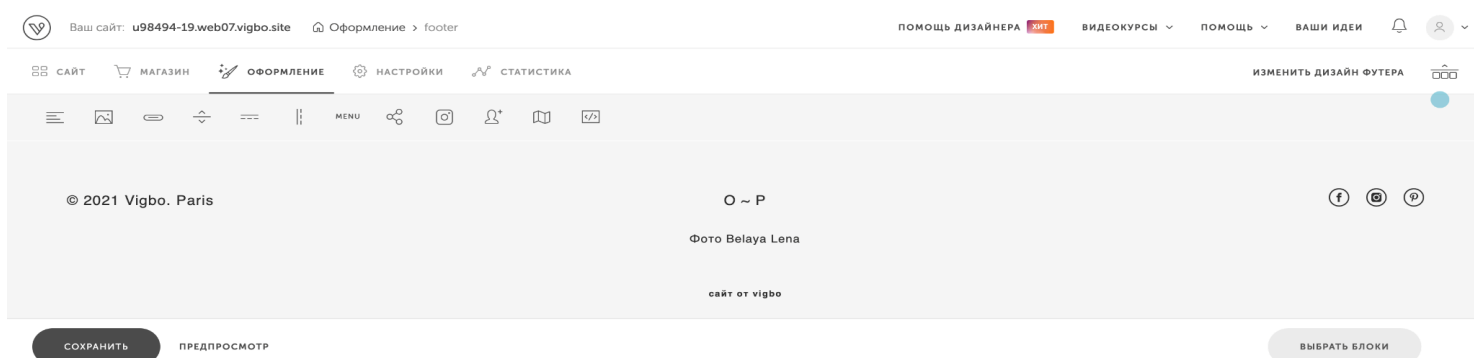 Ваш сайт: u98494-19.web07.vigbo.site Оформление > footer ПОМОЩЬ ДИЗАЙНЕРА ХИТ ВИДЕОКУРСЫ ПОМОЩЬ ВАШИ ИДЕИ
САЙТ МАГАЗИН ОФОРМЛЕНИЕ НАСТРОЙКИ СТАТИСТИКА ИЗМЕНИТЬ ДИЗАЙН ФУТЕРА
MENU
© 2021 Vigbo. Paris O ~ P
Фото Belaya Lena
сайт от vigbo
СОХРАНИТЬ ПРЕДПРОСМОТР ВЫБРАТЬ БЛОКИ